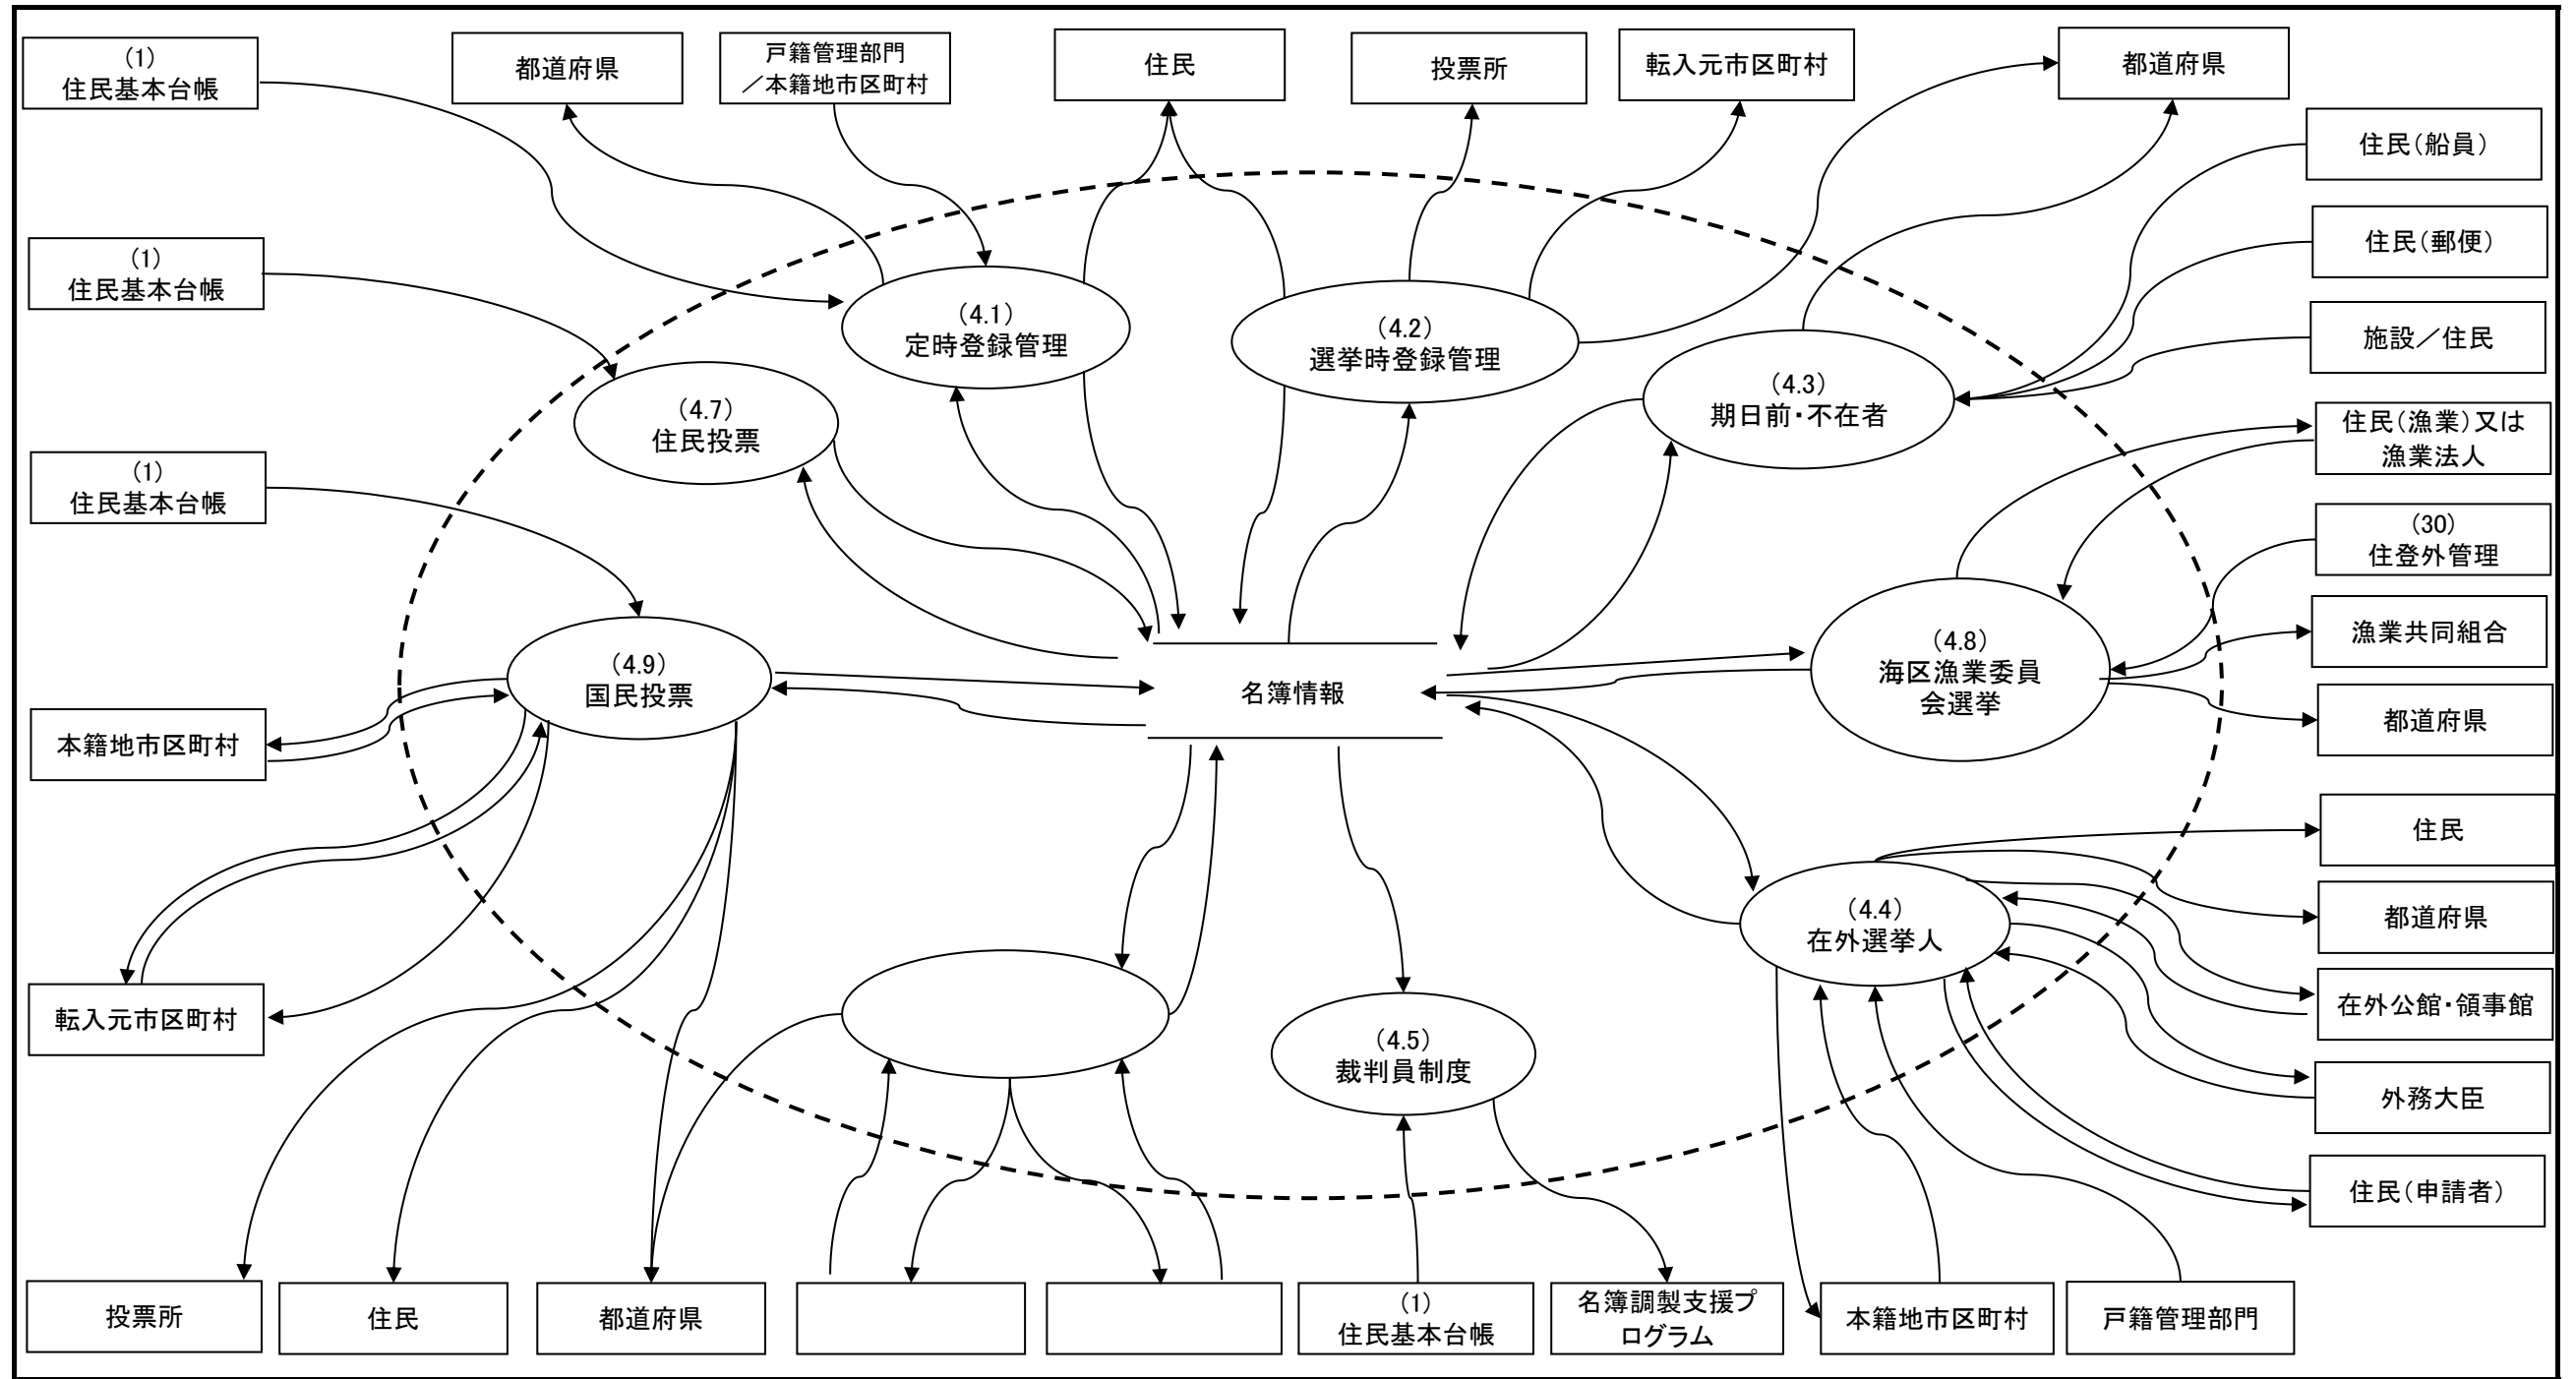 (1)
住民基本台帳
都道府県
戸籍管理部門
／本籍地市区町村
住民
投票所
転入元市区町村
都道府県
住民（船員）
(1)
住民基本台帳
住民（郵便）
(4.1)
定時登録管理
(4.2)
選挙時登録管理
施設／住民
(4.3)
期日前・不在者
(4.7)
住民投票
住民（漁業）又は
漁業法人
(1)
住民基本台帳
(30)
住登外管理
漁業共同組合
(4.9)
国民投票
名簿情報
(4.8)
海区漁業委員
会選挙
都道府県
本籍地市区町村
住民
(4.4)
在外選挙人
都道府県
在外公館・領事館
転入元市区町村
(4.5)
裁判員制度
外務大臣
住民（申請者）
投票所
住民
都道府県
(1)
住民基本台帳
名簿調製支援プ
ログラム
本籍地市区町村
戸籍管理部門